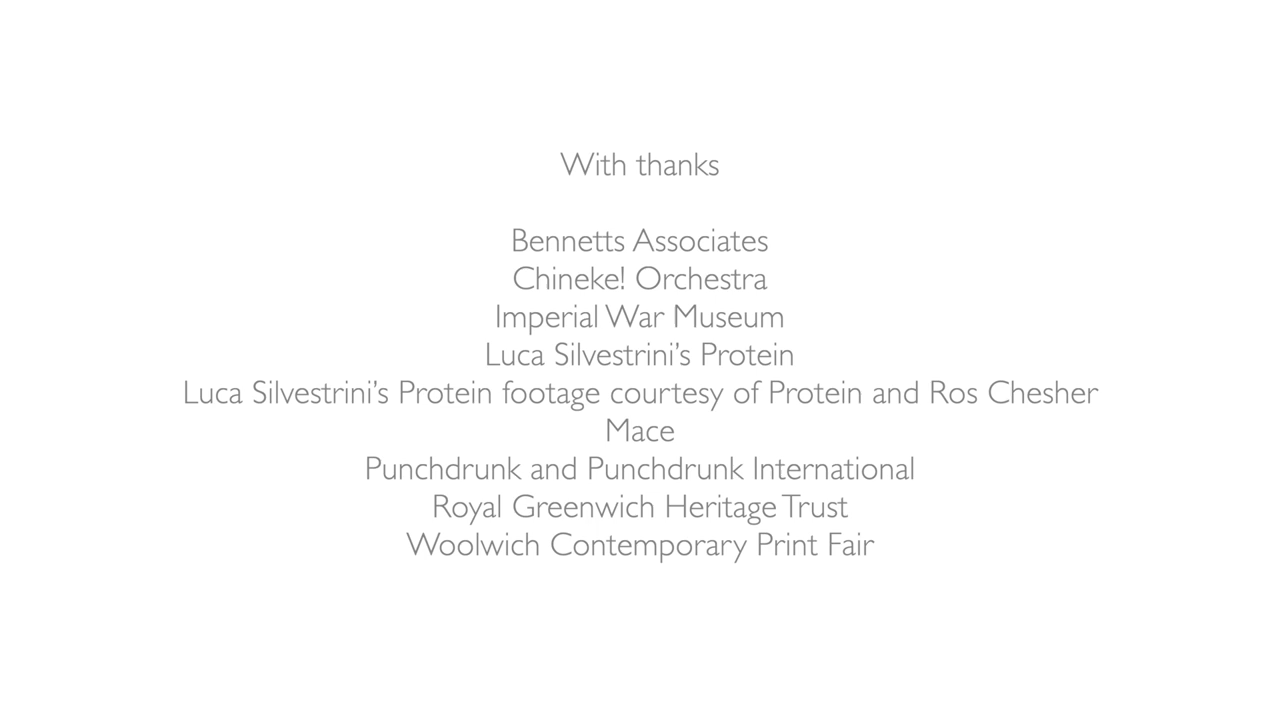 With thanks
Bennetts Associates
Chineke! Orchestra
Imperial War Museum
Luca Silvestrini’s Protein
Luca Silvestrini’s Protein footage courtesy of Protein and Ros Chesher
Mace
Punchdrunk and Punchdrunk International
Royal Greenwich Heritage Trust
Woolwich Contemporary Print Fair